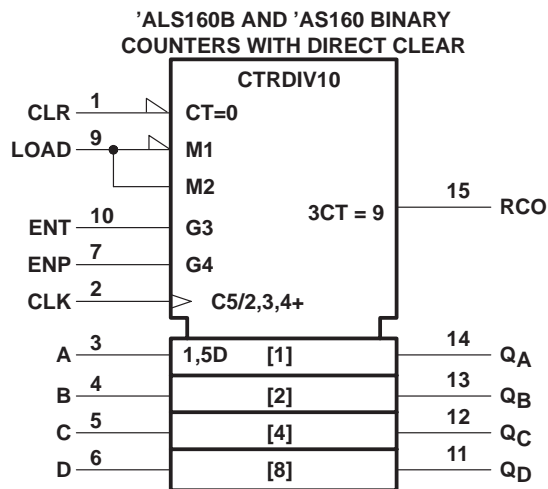 'ALS160B AND 'AS160 BINARY
COUNTERS WITH DIRECT CLEAR
CTRDIV10
CLR 1 CT=0
LOAD 9 M1
M2
3CT = 9 15 RCO
ENT 10 G3
ENP 7 G4
CLK 2 C5/2,3,4+
A 3 1,5D [1] 14 QA
B 4 [2] 13 QB
C 5 [4] 12 QC
D 6 [8] 11 QD